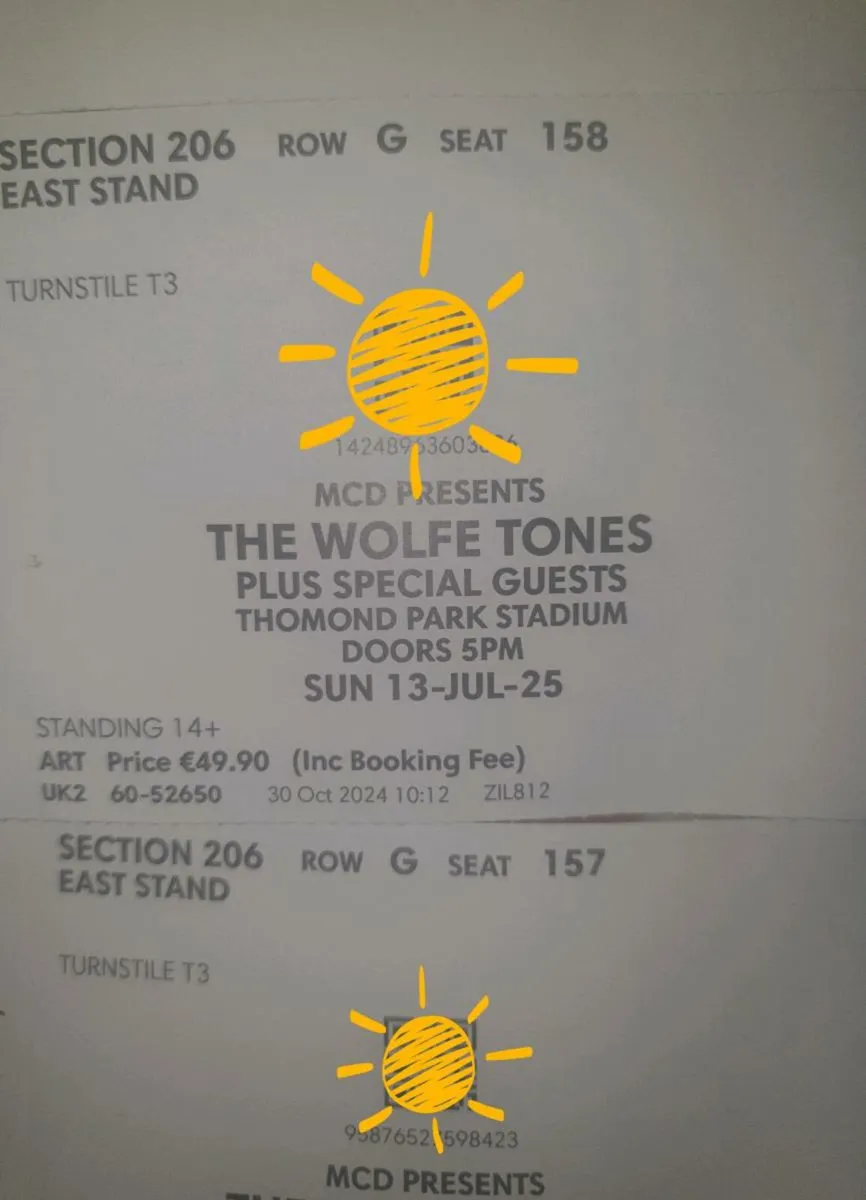 SECTION 206 ROW G SEAT 158
EAST STAND
TURNSTILE T3
MCD PRESENTS
THE WOLFE TONES
PLUS SPECIAL GUESTS
THOMOND PARK STADIUM
DOORS 5PM
SUN 13-JUL-25
STANDING 14+
ART Price €49.90 (Inc Booking Fee)
UK2 60-52650 30 Oct 2024 10:12 ZIL812
SECTION 206 ROW G SEAT 157
EAST STAND
TURNSTILE T3
MCD PRESENTS